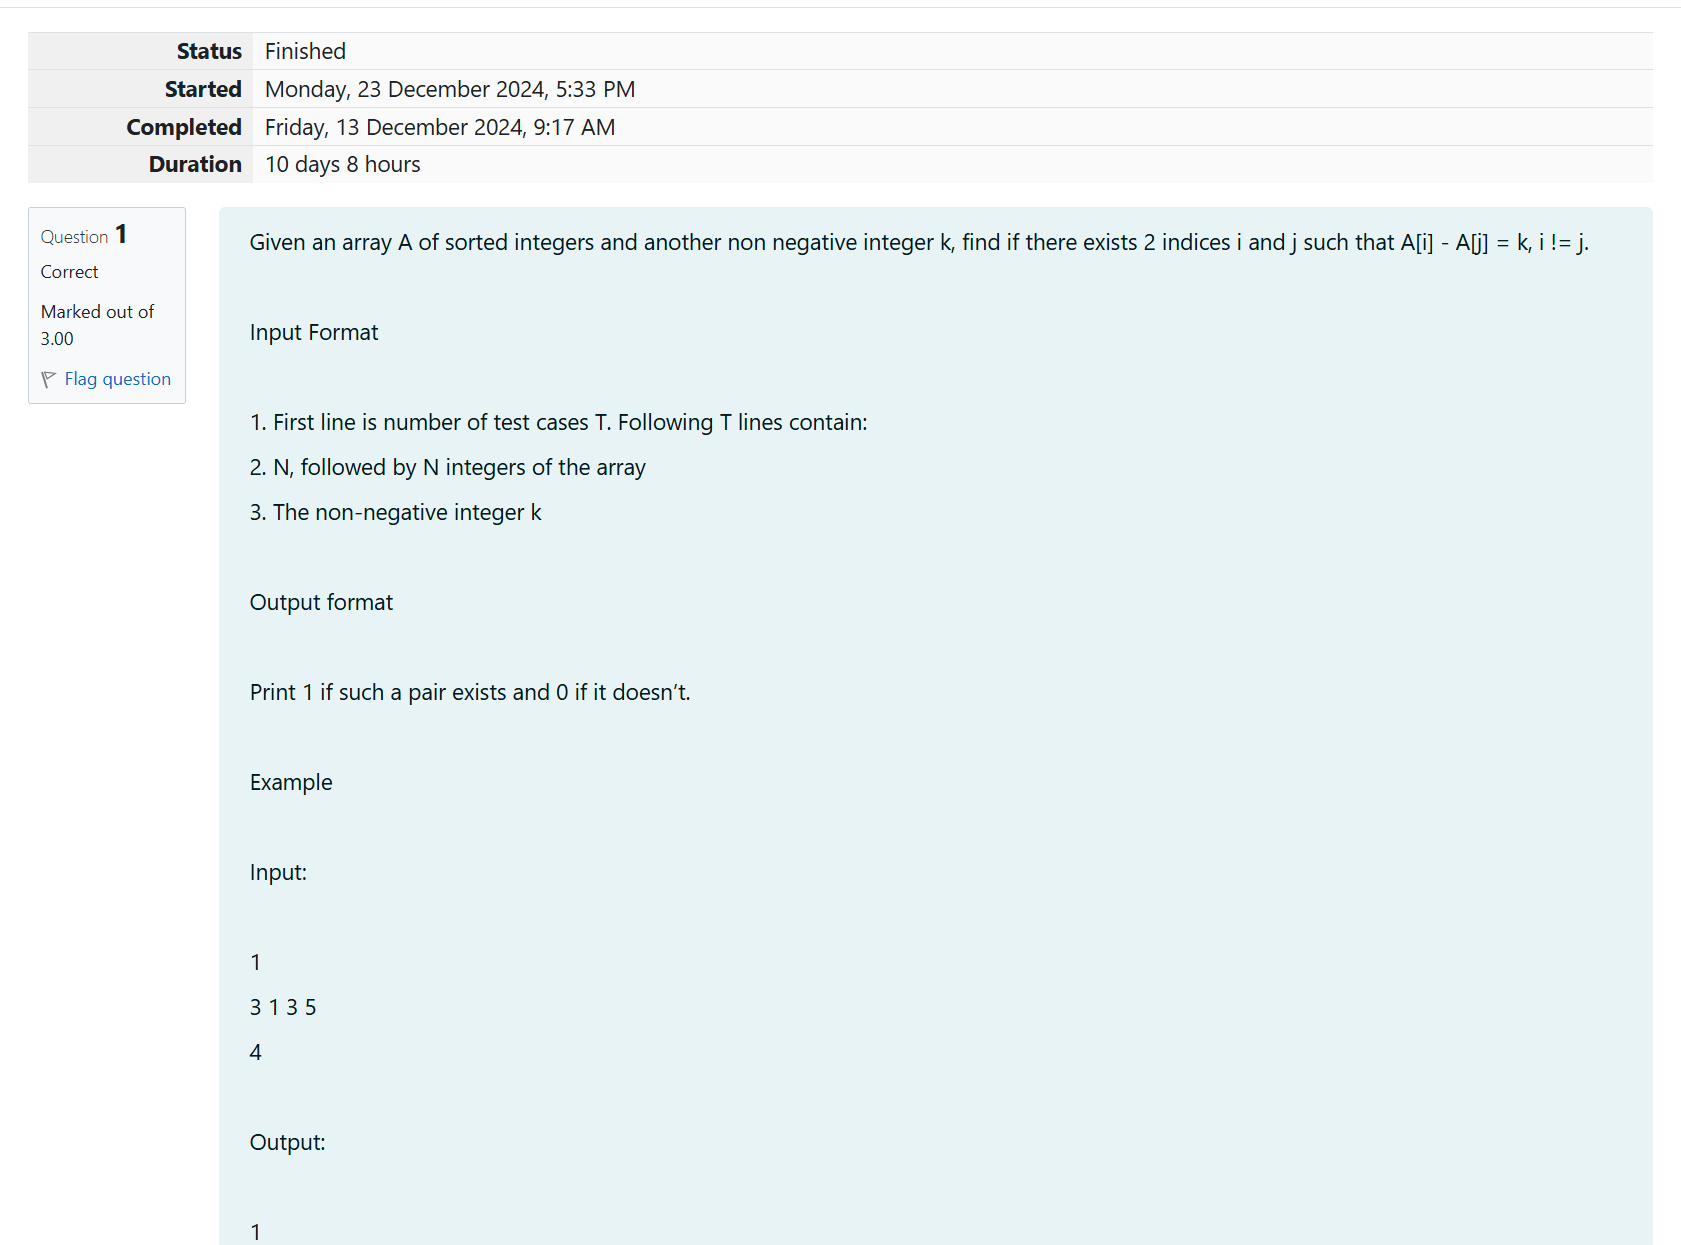 Status Finished
Started Monday, 23 December 2024, 5:33 PM
Completed Friday, 13 December 2024, 9:17 AM
Duration 10 days 8 hours
Question 1
Correct
Marked out of
3.00
Flag question
Given an array A of sorted integers and another non negative integer k, find if there exists 2 indices i and j such that A[i] - A[j] = k, i != j.
Input Format
1. First line is number of test cases T. Following T lines contain:
2. N, followed by N integers of the array
3. The non-negative integer k
Output format
Print 1 if such a pair exists and 0 if it doesn’t.
Example
Input:
1
3 1 3 5
4
Output:
1